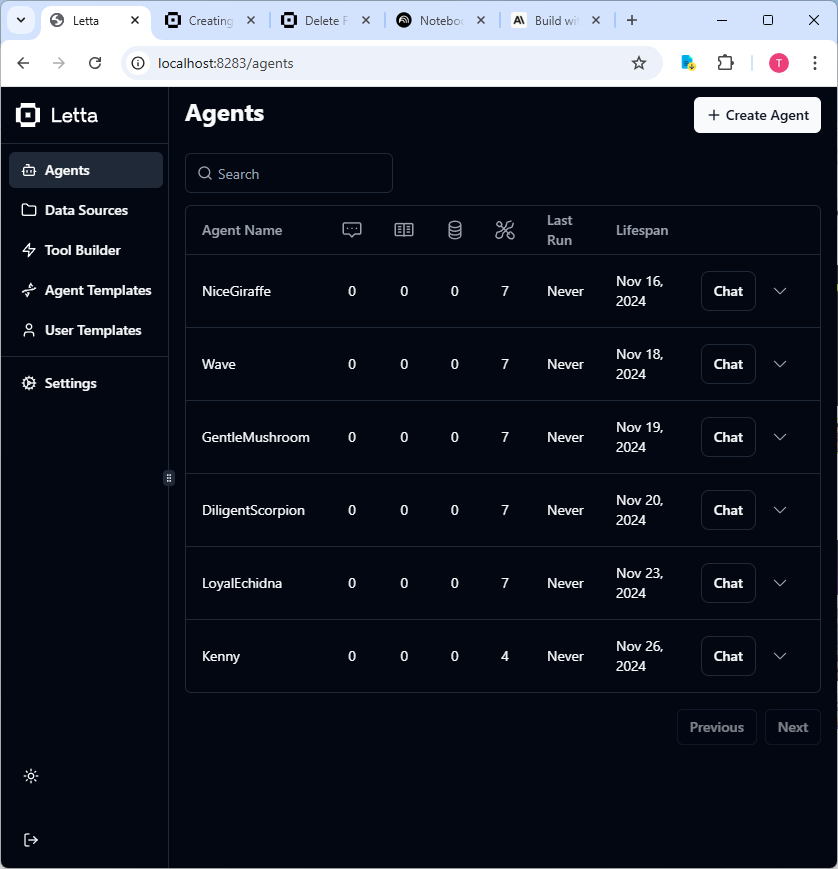 Letta
Creating
Delete F
Notebo
Build wi
localhost:8283/agents
T
Letta
Agents
Data Sources
Tool Builder
Agent Templates
User Templates
Settings
Agents
+ Create Agent
Search
Agent Name Last Run Lifespan
NiceGiraffe 0 0 0 7 Never Nov 16, 2024 Chat
Wave 0 0 0 7 Never Nov 18, 2024 Chat
GentleMushroom 0 0 0 7 Never Nov 19, 2024 Chat
DiligentScorpion 0 0 0 7 Never Nov 20, 2024 Chat
LoyalEchidna 0 0 0 7 Never Nov 23, 2024 Chat
Kenny 0 0 0 4 Never Nov 26, 2024 Chat
Previous Next